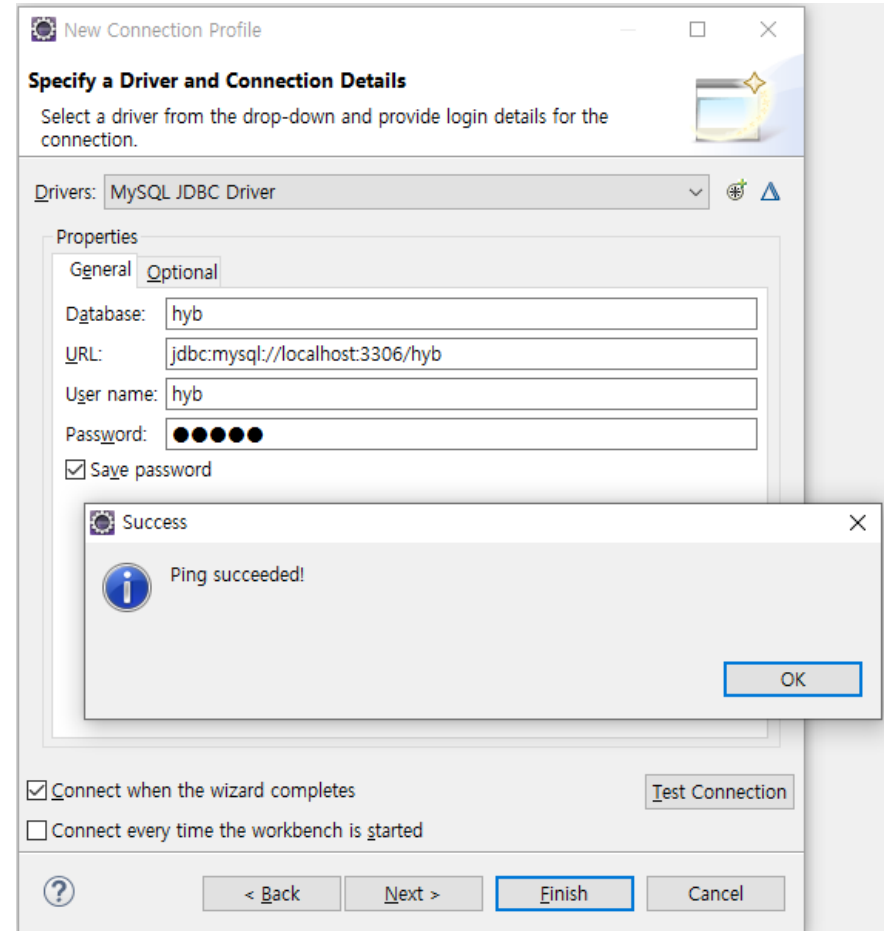 New Connection Profile
Specify a Driver and Connection Details
Select a driver from the drop-down and provide login details for the
connection.
Drivers: MySQL JDBC Driver
Properties
General Optional
Database: hyb
URL: jdbc:mysql://localhost:3306/hyb
User name: hyb
Password: ●●●●●
Save password
Success
Ping succeeded!
OK
Connect when the wizard completes
Test Connection
Connect every time the workbench is started
? < Back Next > Finish Cancel